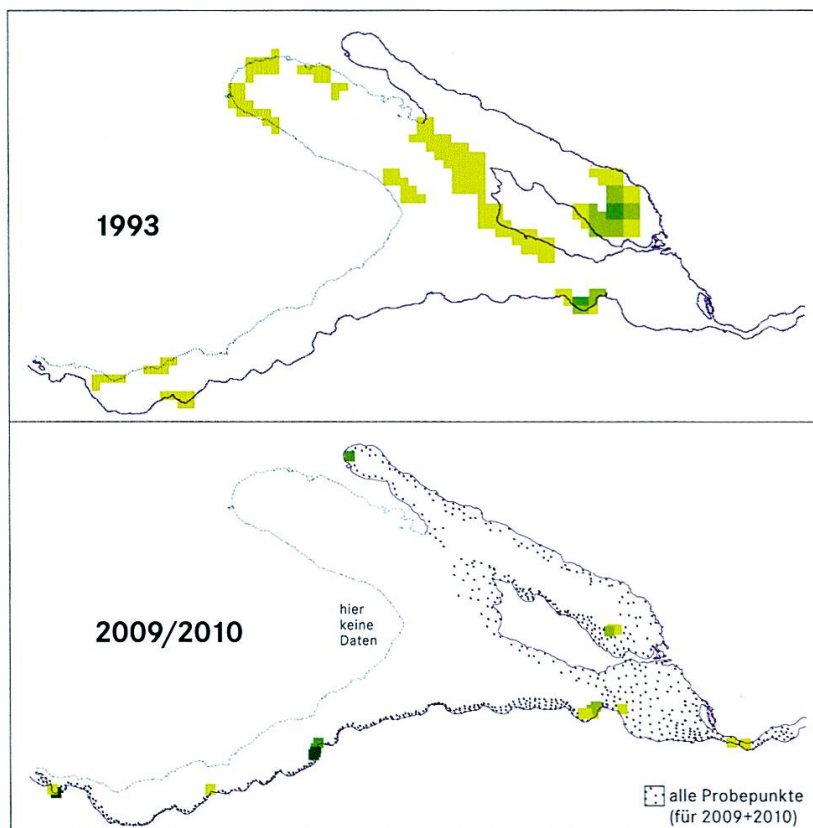 1993
2009/2010
hier
keine
Daten
alle Probepunkte
(für 2009+2010)